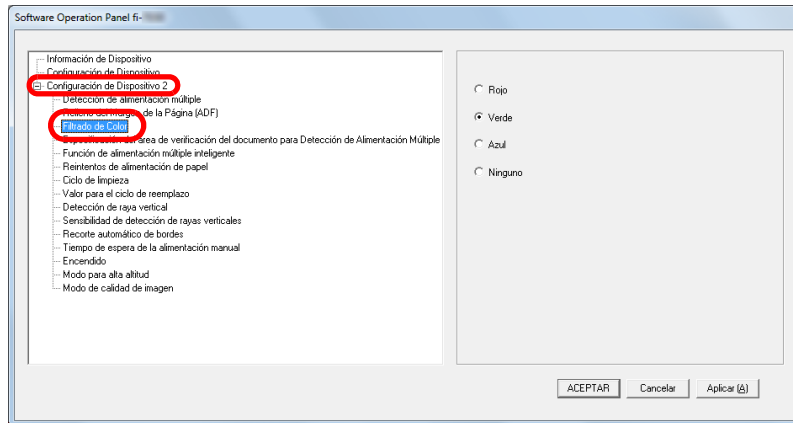 Software Operation Panel fi-
Información de Dispositivo
Configuración de Dispositivo
Configuración de Dispositivo 2
Detección de alimentación múltiple
Relleno del Margen de la Página (ADF)
Filtrado de Color
Especificación del área de verificación del documento para Detección de Alimentación Múltiple
Función de alimentación múltiple inteligente
Reintentos de alimentación de papel
Ciclo de limpieza
Valor para el ciclo de reemplazo
Detección de raya vertical
Sensibilidad de detección de rayas verticales
Recorte automático de bordes
Tiempo de espera de la alimentación manual
Encendido
Modo para alta altitud
Modo de calidad de imagen
Rojo
Verde
Azul
Ninguno
ACEPTAR
Cancelar
Aplicar (A)